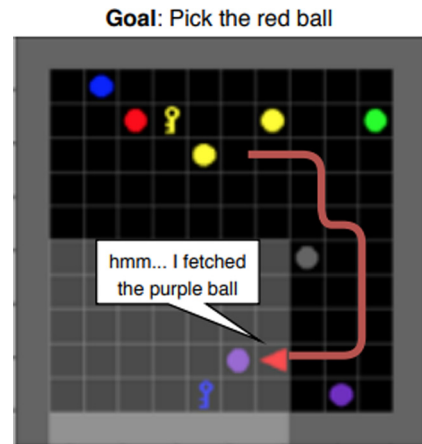 Goal: Pick the red ball
hmm... I fetched
the purple ball